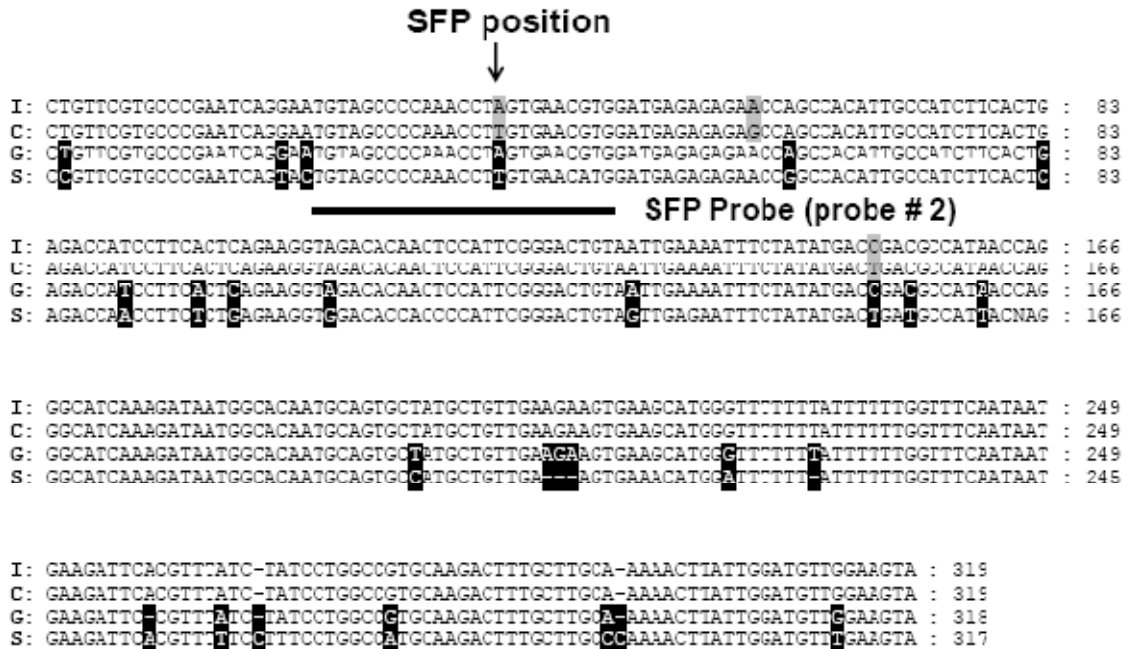 SFP position
I: CTGTTCGTGCCCGAATCAGGAATGTAGCCCCAAACCTAGTGAACGTGGATGAGAGAGAACCAGCCACATTGCCATCTTCACTG : 83
C: CTGTTCGTGCCCGAATCAGGAATGTAGCCCCAAACCTTGTGAACGTGGATGAGAGAGAGCCAGCCACATTGCCATCTTCACTG : 83
G: CTGTTCGTGCCCGAATCAGGAATGTAGCCCCAAACCTAGTGAACGTGGATGAGAGAGAACCAGCCACATTGCCATCTTCACTG : 83
S: CCGTTCGTGCCCGAATCAGTACTGTAGCCCCAAACCTTGTGAACATGGATGAGAGAGAACCGGCCACATTGCCATCTTCACTC : 83
SFP Probe (probe # 2)
I: AGACCATCCTTCACTCAGAAGGTAGACACAACTCCATTCGGGACTGTAATTGAAAATTTCTATATGACCGACGCCATAACCAG : 166
C: AGACCATCCTTCACTCAGAAGGTAGACACAACTCCATTCGGGACTGTAATTGAAAATTTCTATATGACTGACGCCATAACCAG : 166
G: AGACCATCCTTCACTCAGAAGGTAGACACAACTCCATTCGGGACTGTAATTGAAAATTTCTATATGACCGACGCCATAACCAG : 166
S: AGACCAACCTTCTCTGAGAAGGTGGACACCACCCCATTCGGGACTGTAGTTGAGAATTTCTATATGACTGATGCCATTACNAG : 166
I: GGCATCAAAGATAATGGCACAATGCAGTGCTATGCTGTTGAAGAAGTGAAGCATGGGTTTTTTTATTTTTTGGTTTCAATAAT : 249
C: GGCATCAAAGATAATGGCACAATGCAGTGCTATGCTGTTGAAGAAGTGAAGCATGGGTTTTTTTATTTTTTGGTTTCAATAAT : 249
G: GGCATCAAAGATAATGGCACAATGCAGTGCTATGCTGTTGAAGAAGTGAAGCATGGGTTTTTTTATTTTTTGGTTTCAATAAT : 249
S: GGCATCAAAGATAATGGCACAATGCAGTGCCATGCTGTTGA---AGTGAAACATGGATTTTTT-ATTTTTTGGTTTCAATAAT : 245
I: GAAGATTCACGTTTATC-TATCCTGGCCGTGCAAGACTTTGCTTGCA-AAAACTTATTGGATGTTGGAAGTA : 319
C: GAAGATTCACGTTTATC-TATCCTGGCCGTGCAAGACTTTGCTTGCA-AAAACTTATTGGATGTTGGAAGTA : 319
G: GAAGATTC-CGTTTATC-TATCCTGGCCGTGCAAGACTTTGCTTGCA-AAAACTTATTGGATGTTGGAAGTA : 318
S: GAAGATTCACGTTTTTCCTTTCCTGGCCATGCAAGACTTTGCTTGCCCAAAACTTATTGGATGTTTGAAGTA : 317